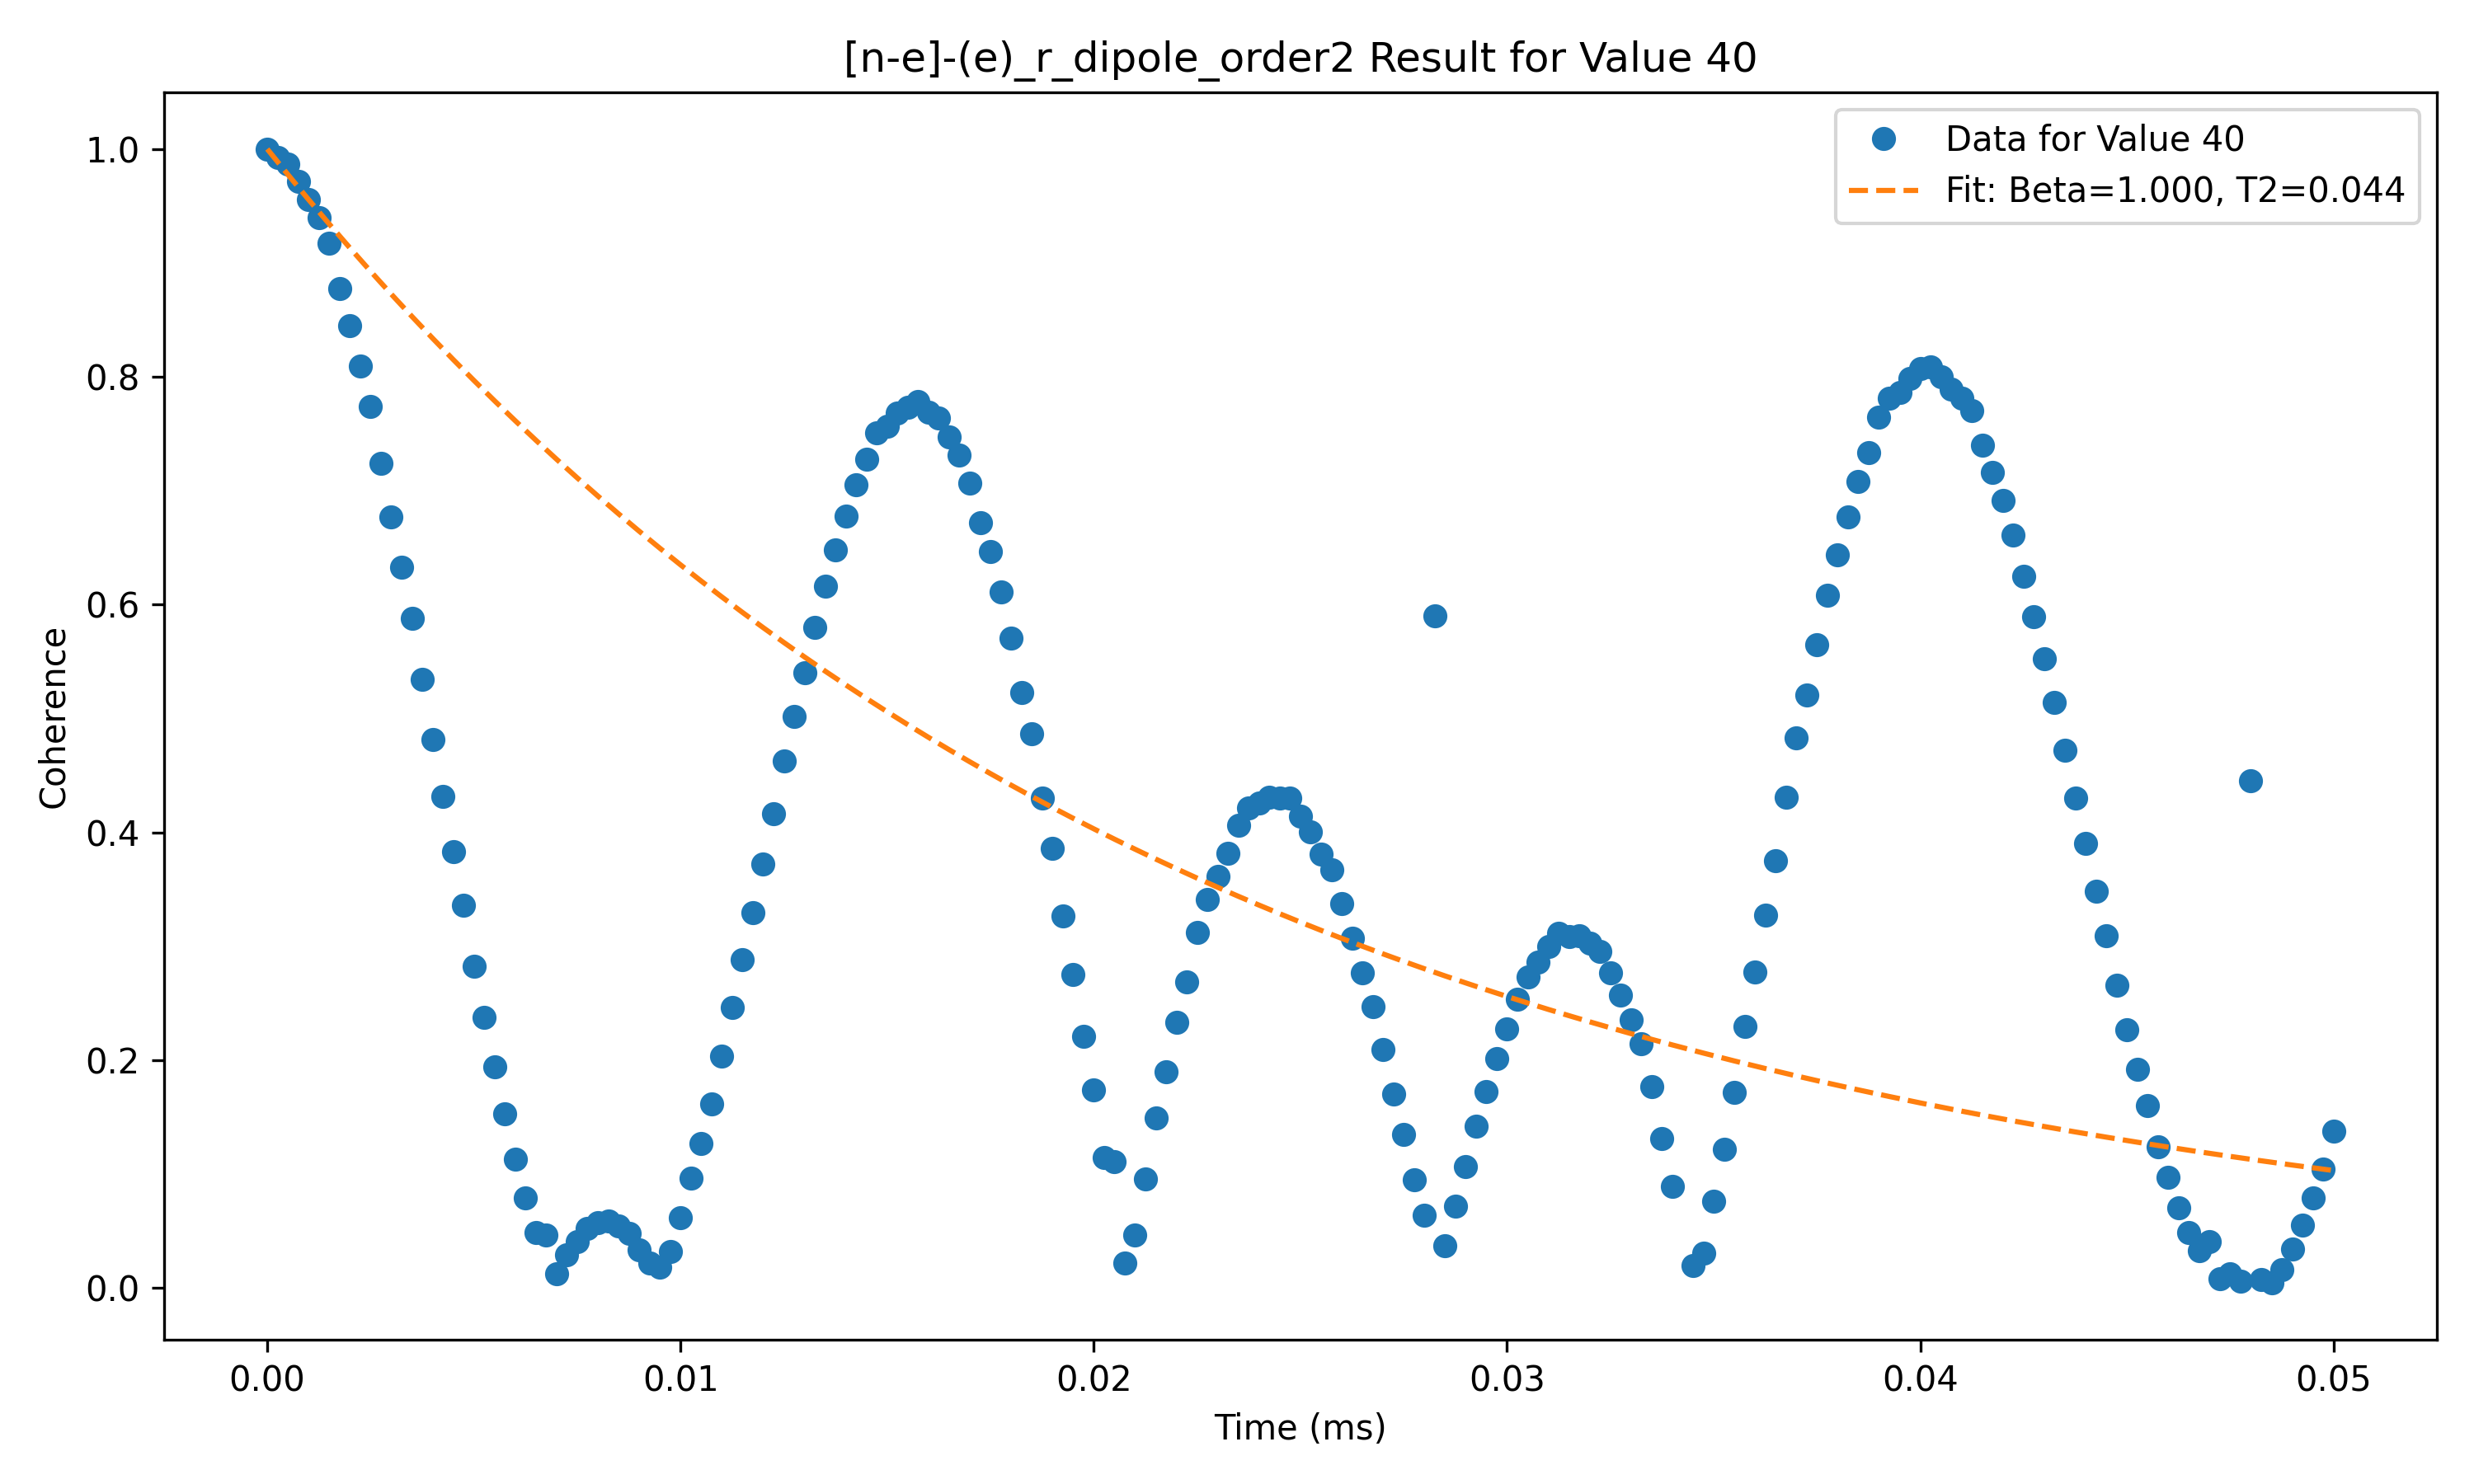 [n-e]-(e)_r_dipole_order2 Result for Value 40
Data for Value 40
Fit: Beta=1.000, T2=0.044
Coherence
1.0
0.8
0.6
0.4
0.2
0.0
0.00 0.01 0.02 0.03 0.04 0.05
Time (ms)